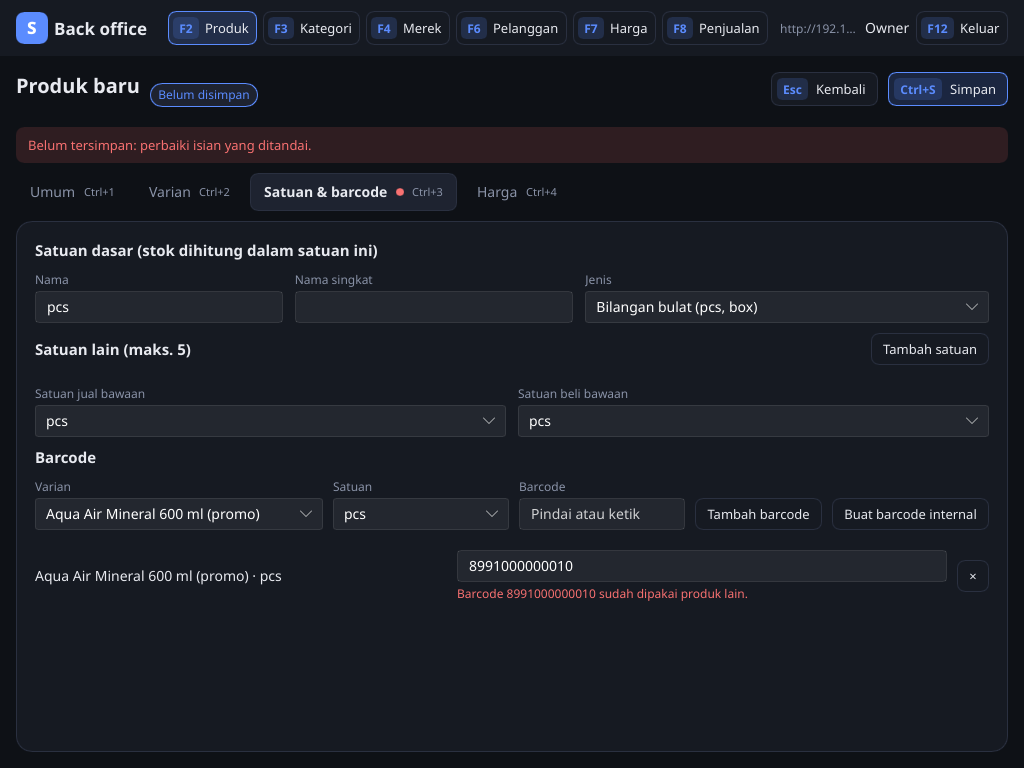 S Back office F2 Produk F3 Kategori F4 Merek F6 Pelanggan F7 Harga F8 Penjualan http://192.1... Owner F12 Keluar
Produk baru Belum disimpan Esc Kembali Ctrl+S Simpan
Belum tersimpan: perbaiki isian yang ditandai.
Umum Ctrl+1 Varian Ctrl+2 Satuan & barcode Ctrl+3 Harga Ctrl+4
Satuan dasar (stok dihitung dalam satuan ini)
Nama Nama singkat Jenis
pcs Bilangan bulat (pcs, box)
Satuan lain (maks. 5) Tambah satuan
Satuan jual bawaan Satuan beli bawaan
pcs pcs
Barcode
Varian Satuan Barcode
Aqua Air Mineral 600 ml (promo) pcs Pindai atau ketik Tambah barcode Buat barcode internal
8991000000010
Aqua Air Mineral 600 ml (promo) · pcs ×
Barcode 8991000000010 sudah dipakai produk lain.